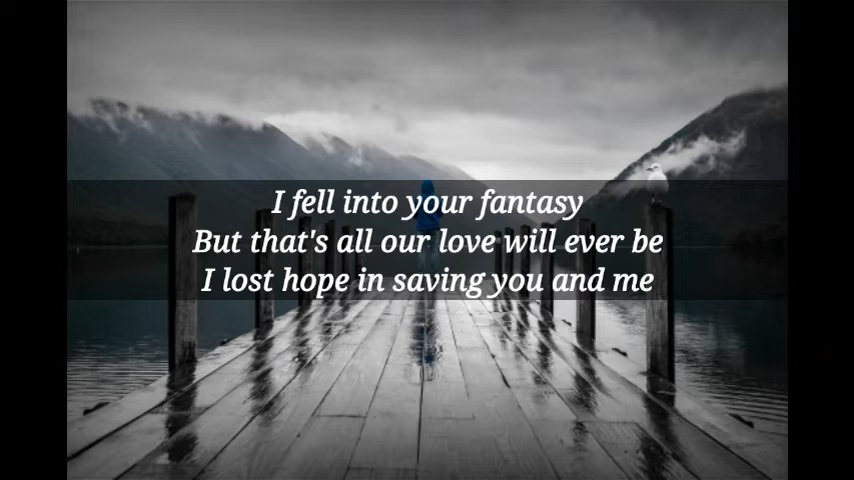 I fell into your fantasy
But that's all our love will ever be
I lost hope in saving you and me